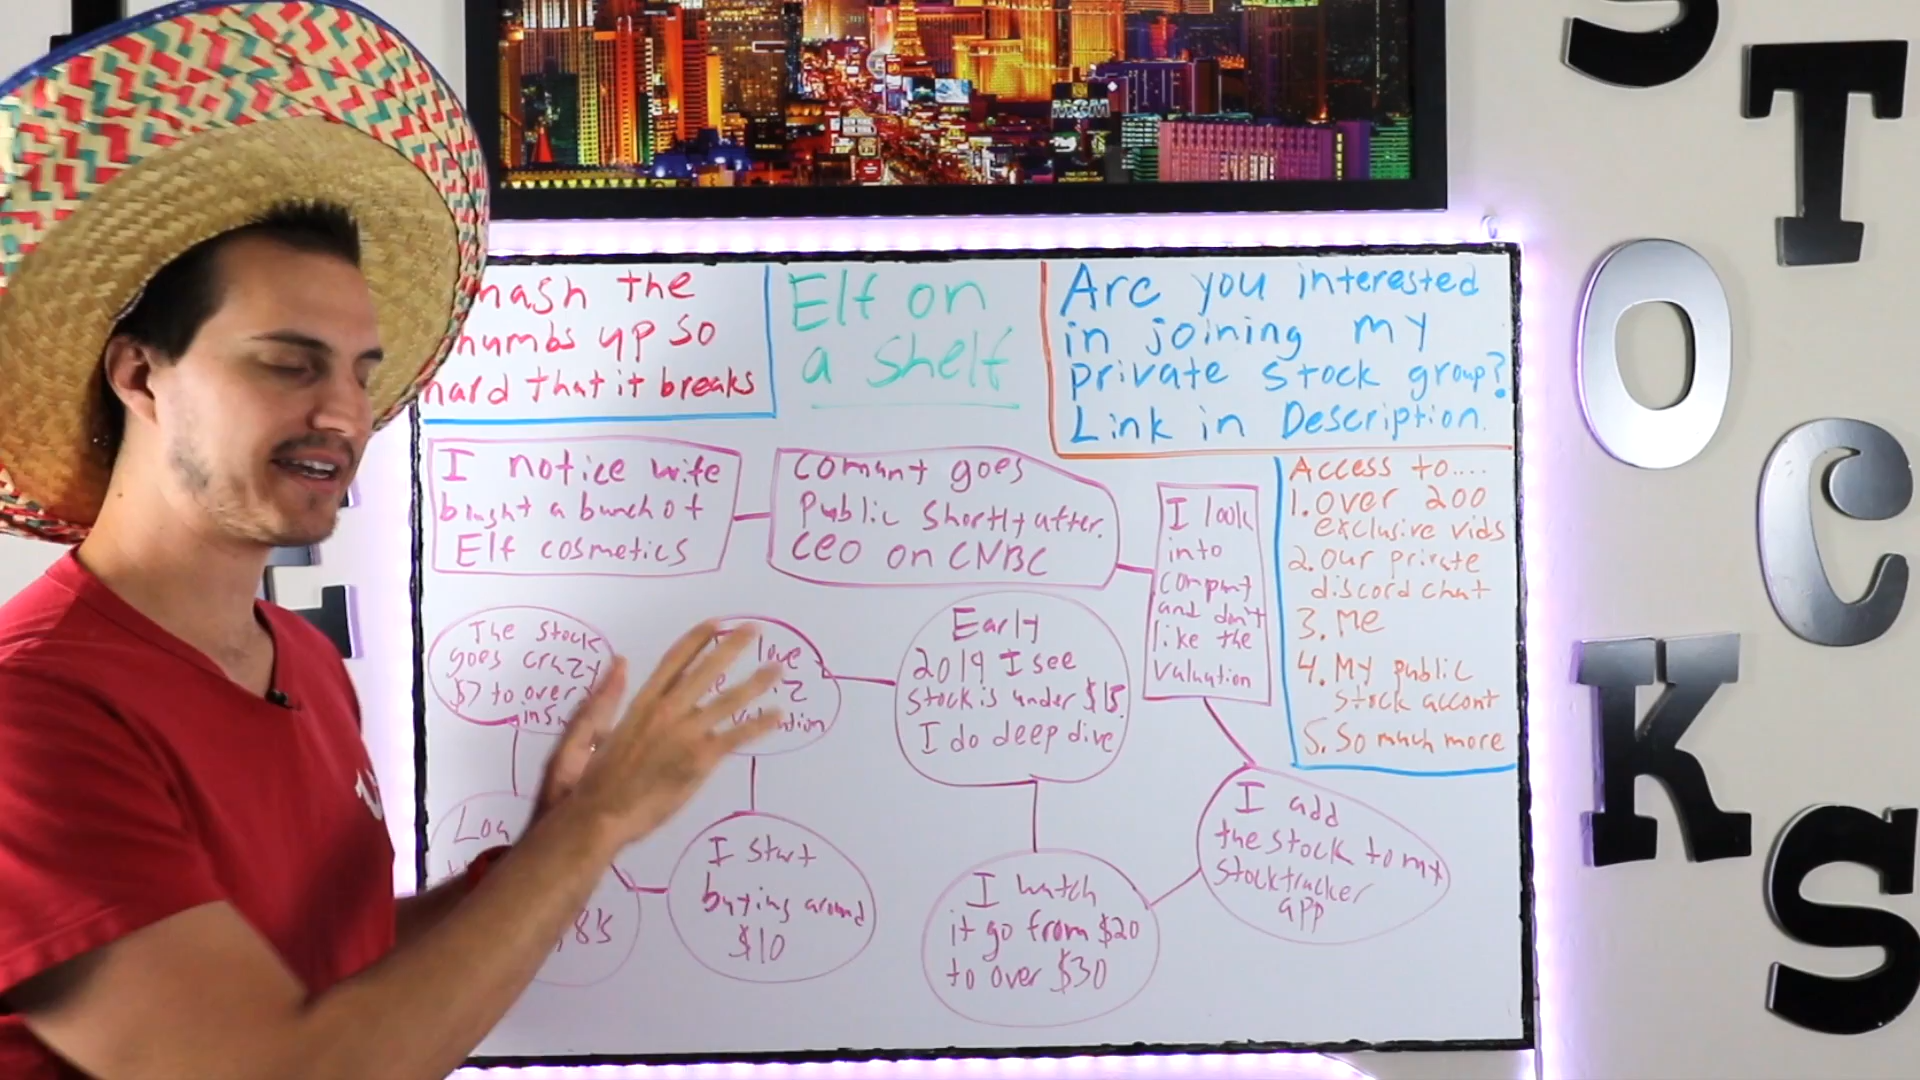 mash the
humbs up so
hard that it breaks
Elf on
a shelf
Are you interested
in joining my
private stock group?
Link in Description.
Access to....
1. over 200
exclusive vids
2. our private
discord chat
3. Me
4. My public
stock accont
5. So much more
I notice wife
bought a bunch of
Elf cosmetics
Company goes
Public shortly after.
CEO on CNBC
I look
into
company
and don't
like the
valuation
I add
the stock to my
stocktracker
app
I watch
it go from $20
to over $30
Early
2019 I see
stock is under $15.
I do deep dive
love
valuation
I start
buying around
$10
The stock
goes crazy
$7 to over
STOCKS
MGM